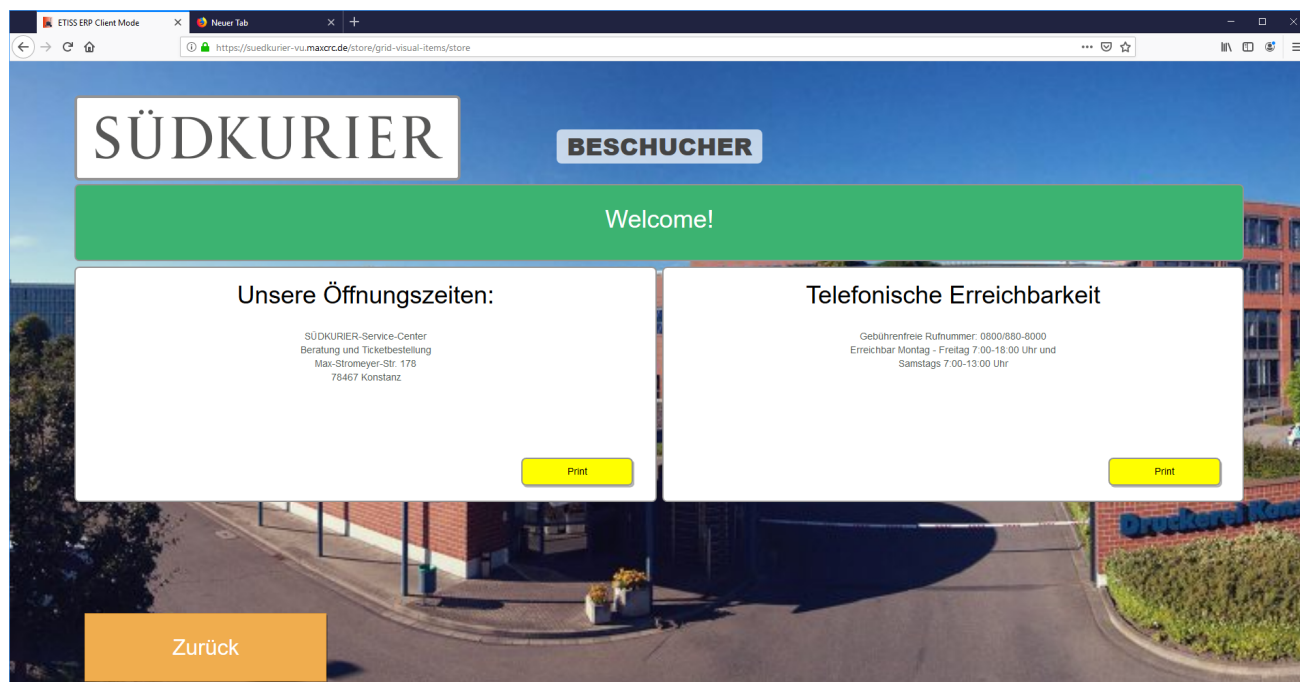 ETISS ERP Client Mode
Neuer Tab
https://suedkurier-vu.maxcrc.de/store/grid-visual-items/store
SÜDKURIER
BESCHUCHER
Welcome!
Unsere Öffnungszeiten:
SÜDKURIER-Service-Center
Beratung und Ticketbestellung
Max-Stromeyer-Str. 178
78467 Konstanz
Print
Telefonische Erreichbarkeit
Gebührenfreie Rufnummer: 0800/880-8000
Erreichbar Montag - Freitag 7:00-18:00 Uhr und
Samstags 7:00-13:00 Uhr
Print
Druckerei Kons
Zurück